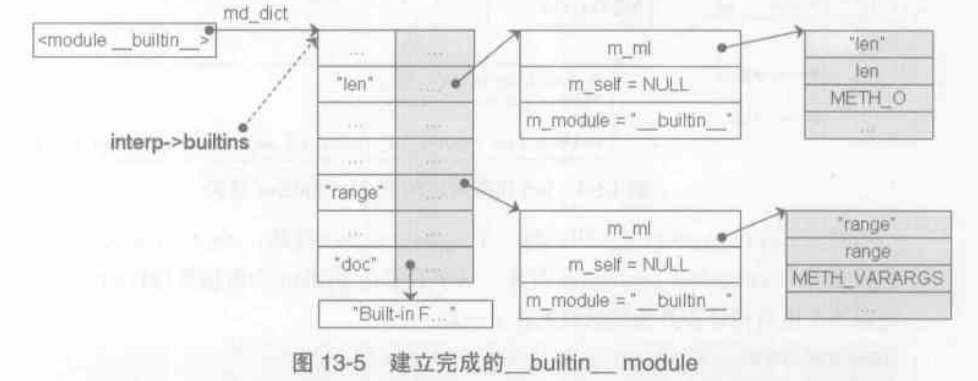 md_dict
<module __builtin__>
... ...
"len" ...
... ...
... ...
"range"
... ...
"doc"
"Built-in F..."
interp->builtins
m_ml
m_self = NULL
m_module = "__builtin__"
"len"
len
METH_O
...
m_ml
m_self = NULL
m_module = "__builtin__"
"range"
range
METH_VARARGS
图 13-5 建立完成的__builtin__ module